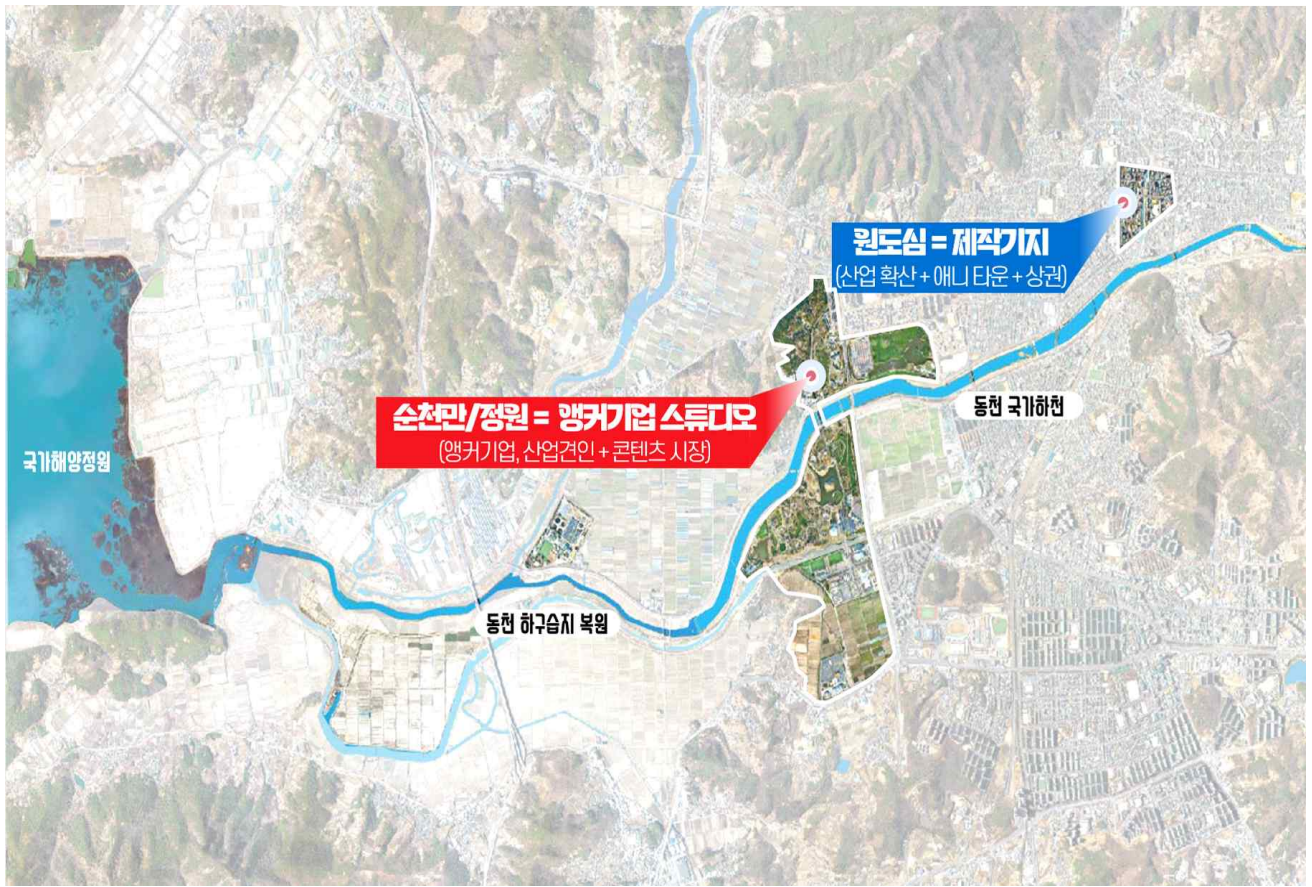 원도심 = 제작기지
(산업 확산 + 애니 타운 + 상권)
순천만/정원 = 앵커기업 스튜디오
(앵커기업, 산업견인 + 콘텐츠 시장)
동천 국가하천
국가해양정원
동천 하구습지 복원